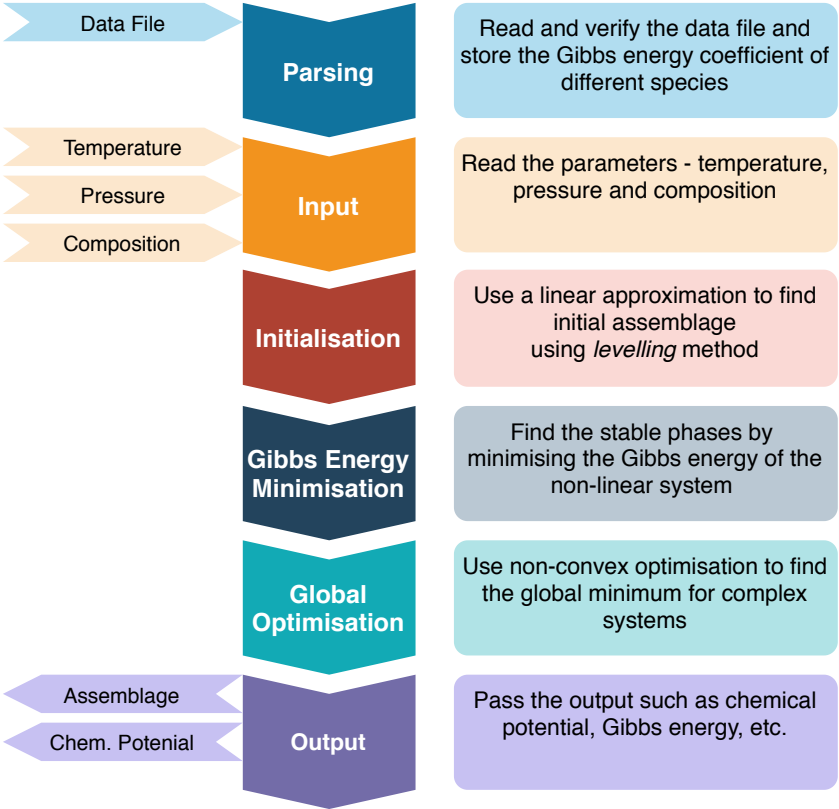 Data File
Parsing
Read and verify the data file and
store the Gibbs energy coefficient of
different species
Temperature
Pressure
Composition
Input
Read the parameters - temperature,
pressure and composition
Initialisation
Use a linear approximation to find
initial assemblage
using levelling method
Gibbs Energy
Minimisation
Find the stable phases by
minimising the Gibbs energy of the
non-linear system
Global
Optimisation
Use non-convex optimisation to find
the global minimum for complex
systems
Assemblage
Chem. Potenial
Output
Pass the output such as chemical
potential, Gibbs energy, etc.